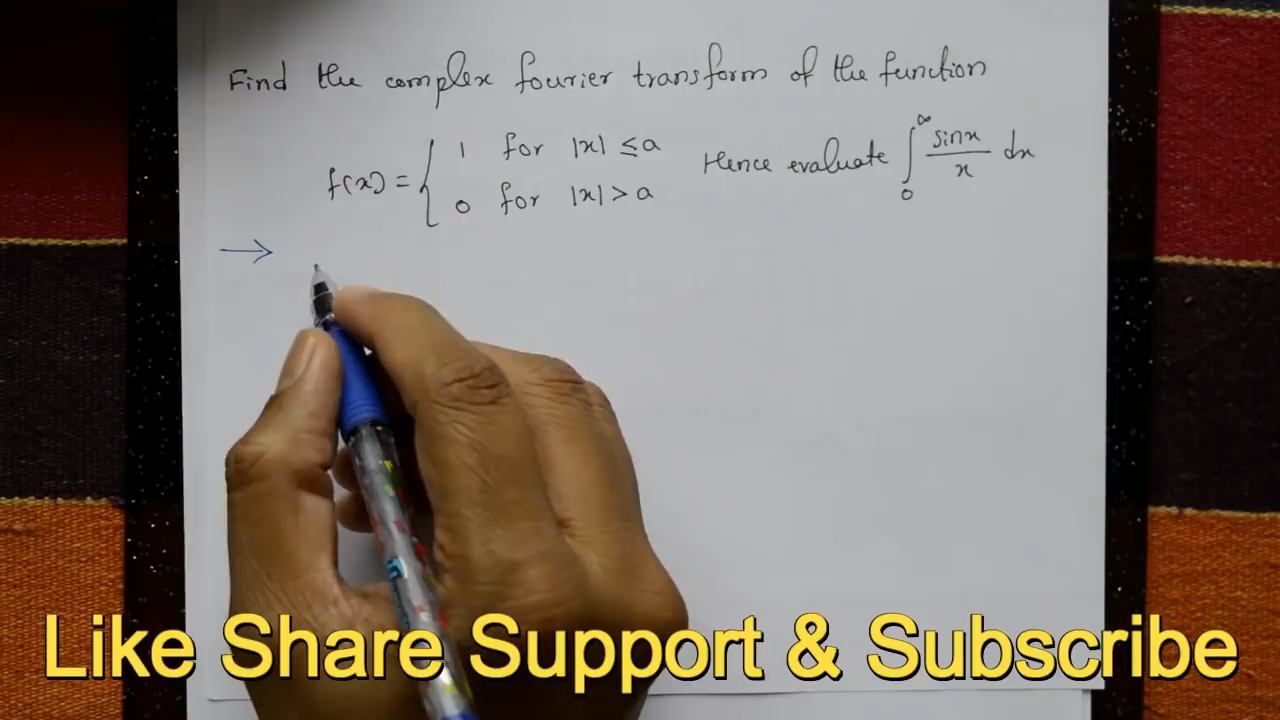 Find the complex fourier transform of the function
f(x) = { 1 for |x| ≤ a
0 for |x| > a
Hence evaluate ∫₀^∞ sinx/x dx
→
Like Share Support & Subscribe